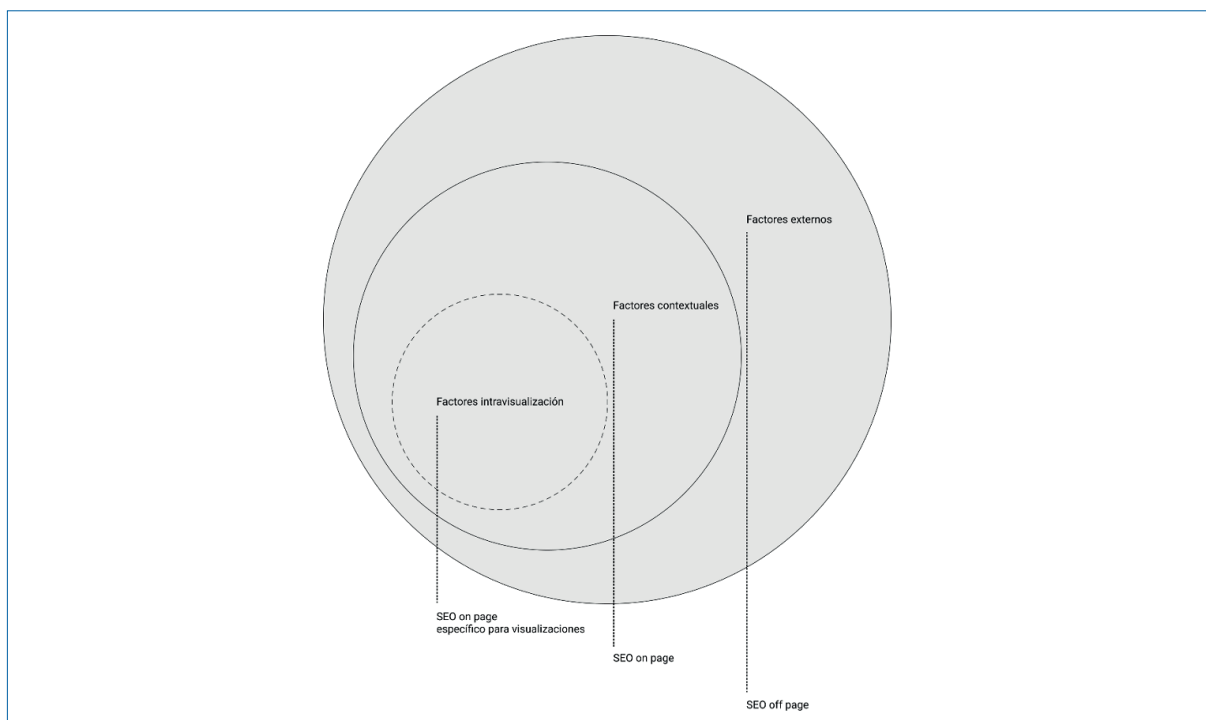 Factores externos
Factores contextuales
Factores intravisualización
SEO on page
específico para visualizaciones
SEO on page
SEO off page